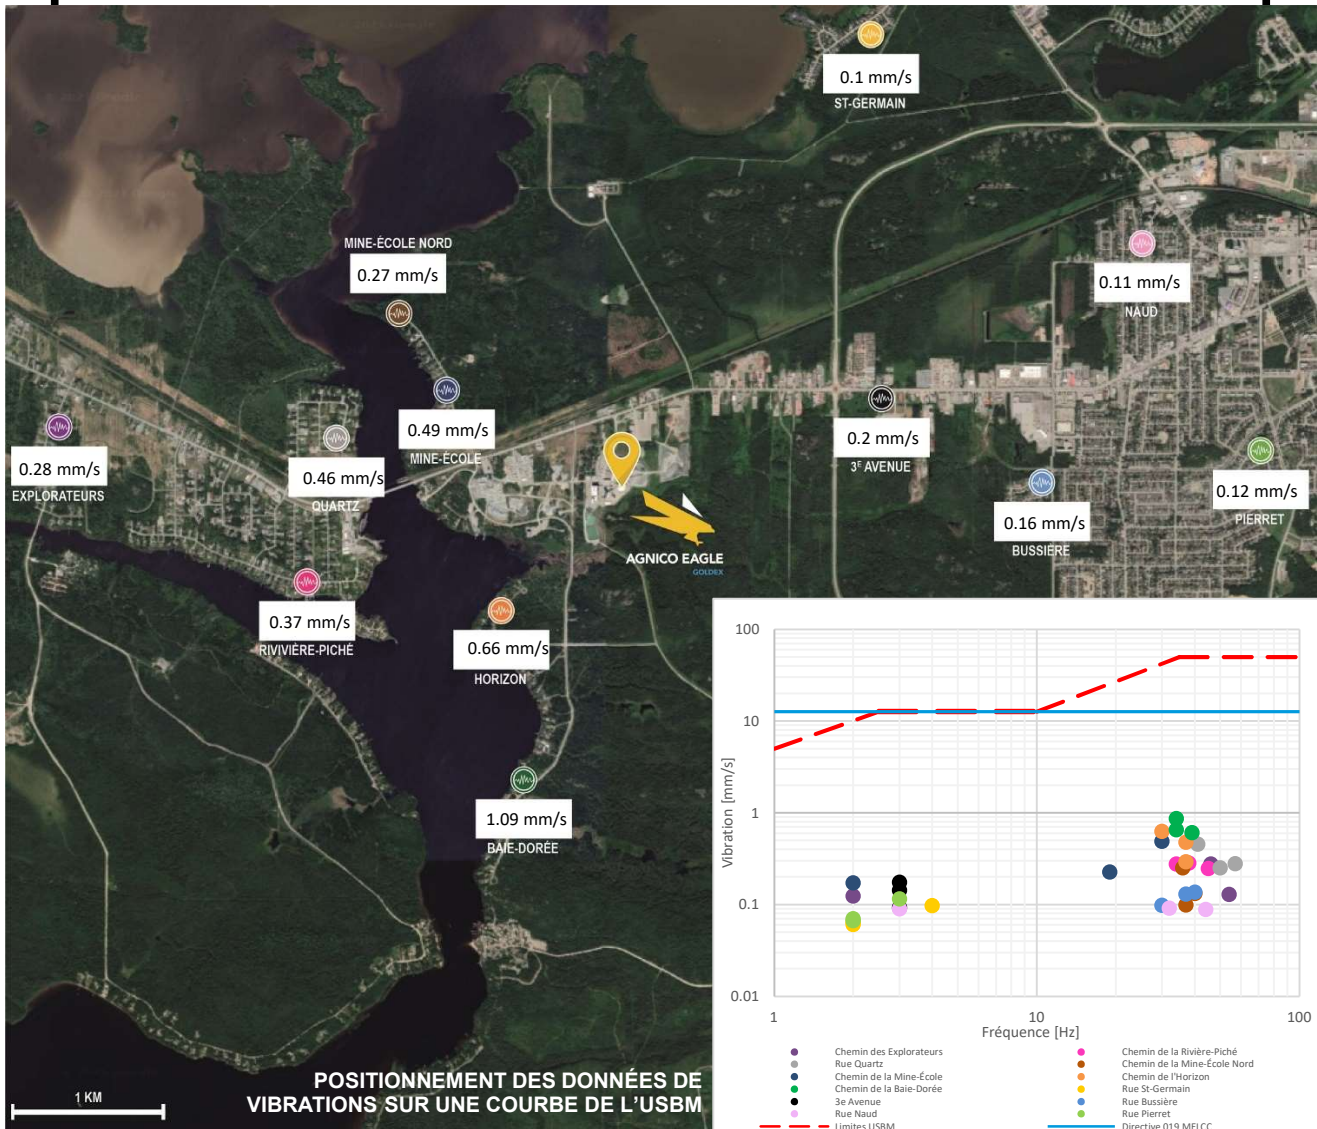 0.1 mm/s
ST-GERMAIN
MINE-ÉCOLE NORD
0.27 mm/s
0.11 mm/s
NAUD
0.49 mm/s
MINE-ÉCOLE
0.28 mm/s
EXPLORATEURS
0.46 mm/s
QUARTZ
0.2 mm/s
3E AVENUE
0.16 mm/s
BUSSIÈRE
0.12 mm/s
PIERRET
AGNICO EAGLE
GOLDEX
0.37 mm/s
RIVIVIÈRE-PICHÉ
0.66 mm/s
HORIZON
1.09 mm/s
BAIE-DORÉE
POSITIONNEMENT DES DONNÉES DE
VIBRATIONS SUR UNE COURBE DE L'USBM
1 KM
Vibration [mm/s]
100
10
1
0.1
0.01
1
10
100
Fréquence [Hz]
Chemin des Explorateurs
Chemin de la Rivière-Piché
Rue Quartz
Chemin de la Mine-École Nord
Chemin de la Mine-École
Chemin de l'Horizon
Chemin de la Baie-Dorée
Rue St-Germain
3e Avenue
Rue Bussière
Rue Naud
Rue Pierret
Limites USBM
Directive 019 MELCC